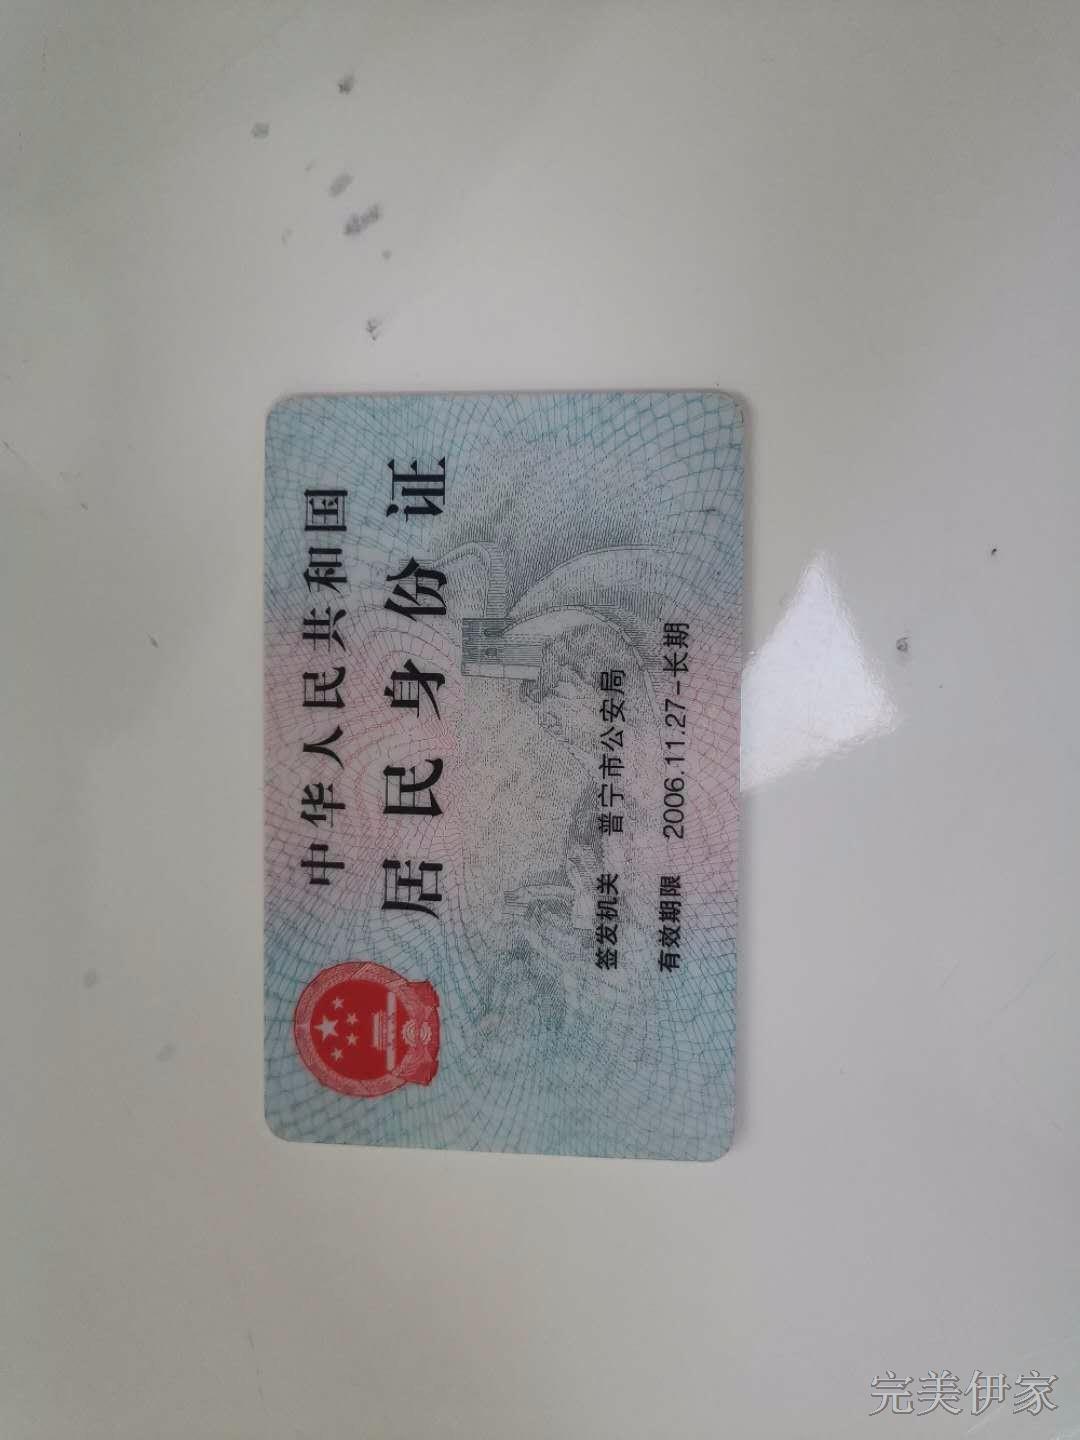 中华人民共和国
居民身份证
签发机关 普宁市公安局
有效期限 2006.11.27-长期
完美伊家